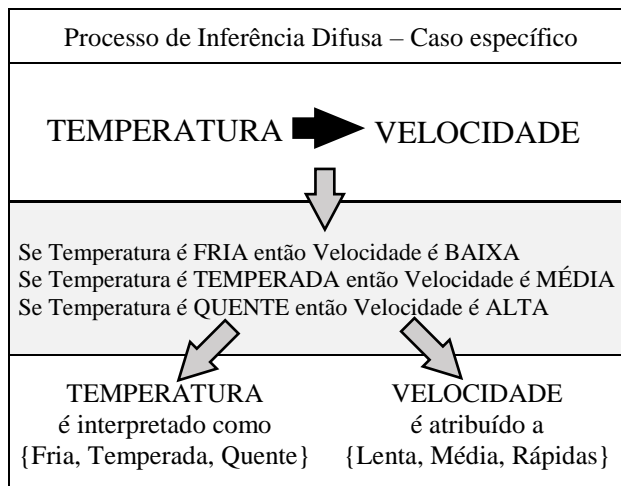 Processo de Inferência Difusa – Caso específico
TEMPERATURA VELOCIDADE
Se Temperatura é FRIA então Velocidade é BAIXA
Se Temperatura é TEMPERADA então Velocidade é MÉDIA
Se Temperatura é QUENTE então Velocidade é ALTA
TEMPERATURA
é interpretado como
{Fria, Temperada, Quente}
VELOCIDADE
é atribuído a
{Lenta, Média, Rápidas}